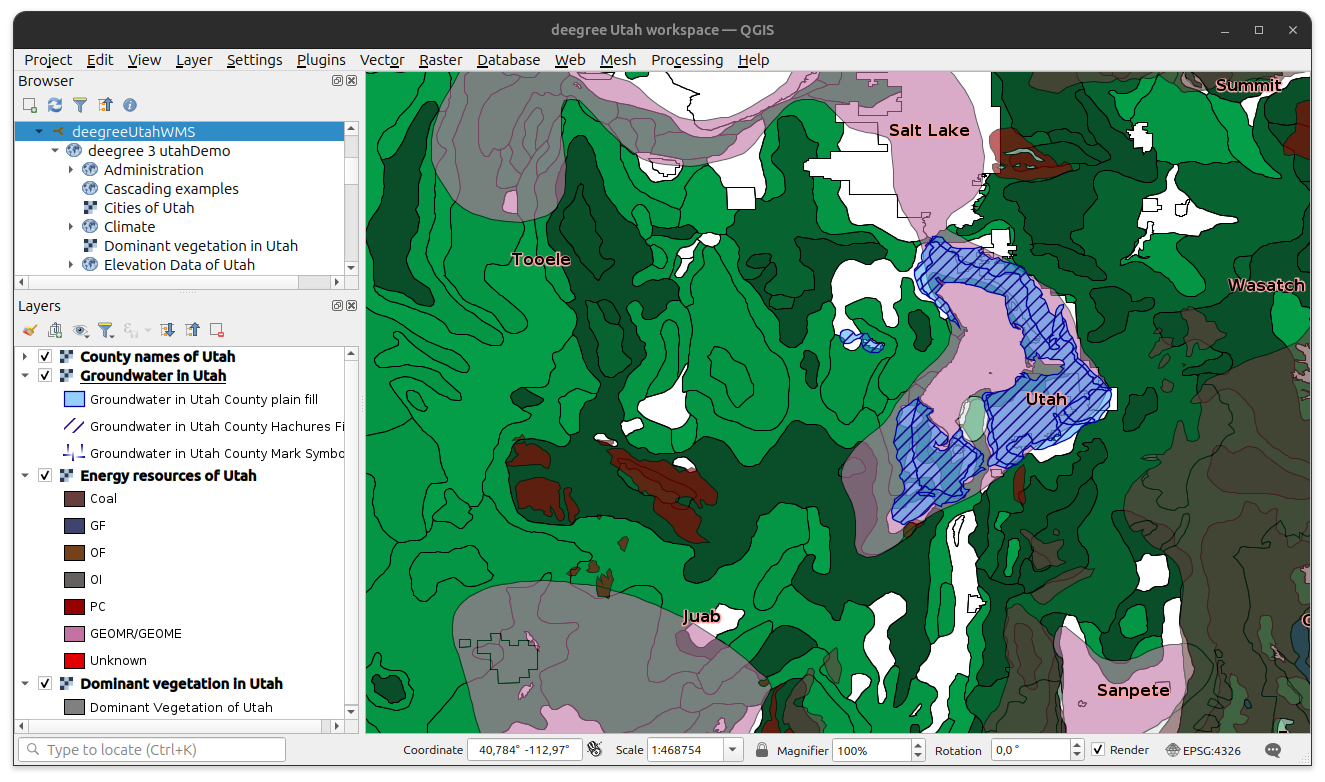 deegree Utah workspace — QGIS
Project Edit View Layer Settings Plugins Vector Raster Database Web Mesh Processing Help
Browser
deegreeUtahWMS
deegree 3 utahDemo
Administration
Cascading examples
Cities of Utah
Climate
Dominant vegetation in Utah
Elevation Data of Utah
Layers
County names of Utah
Groundwater in Utah
Groundwater in Utah County plain fill
Groundwater in Utah County Hachures Fi
Groundwater in Utah County Mark Symbo
Energy resources of Utah
Coal
GF
OF
OI
PC
GEOMR/GEOME
Unknown
Dominant vegetation in Utah
Dominant Vegetation of Utah
Summit
Salt Lake
Tooele
Wasatch
Utah
Juab
Sanpete
Type to locate (Ctrl+K)
Coordinate 40,784° -112,97° Scale 1:468754 Magnifier 100% Rotation 0,0 ° Render EPSG:4326